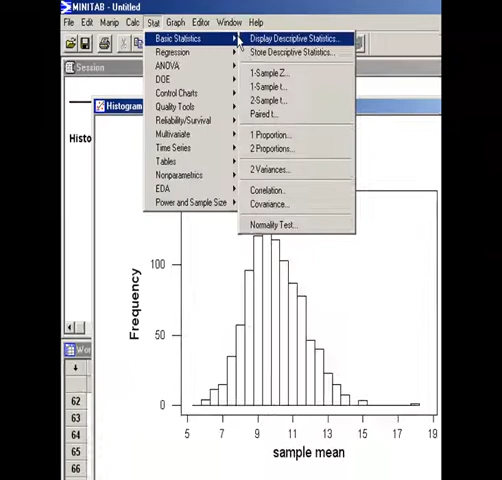 MINITAB
File Edit Manip Calc Stat Graph Editor Window Help
Basic Statistics
Regression
ANOVA
DOE
Control Charts
Quality Tools
Reliability/Survival
Multivariate
Time Series
Tables
Nonparametrics
EDA
Power and Sample Size
Display Descriptive Statistics...
Store Descriptive Statistics...
1-Sample Z...
1-Sample t...
2-Sample t...
Paired t...
1 Proportion...
2 Proportions...
2 Variances...
Correlation..
Covariance...
Normality Test...
Session
Histo
Histogram
Frequency
100
50
0
5 7 9 11 13 15 17 19
sample mean
Wo
62
63
64
65
66